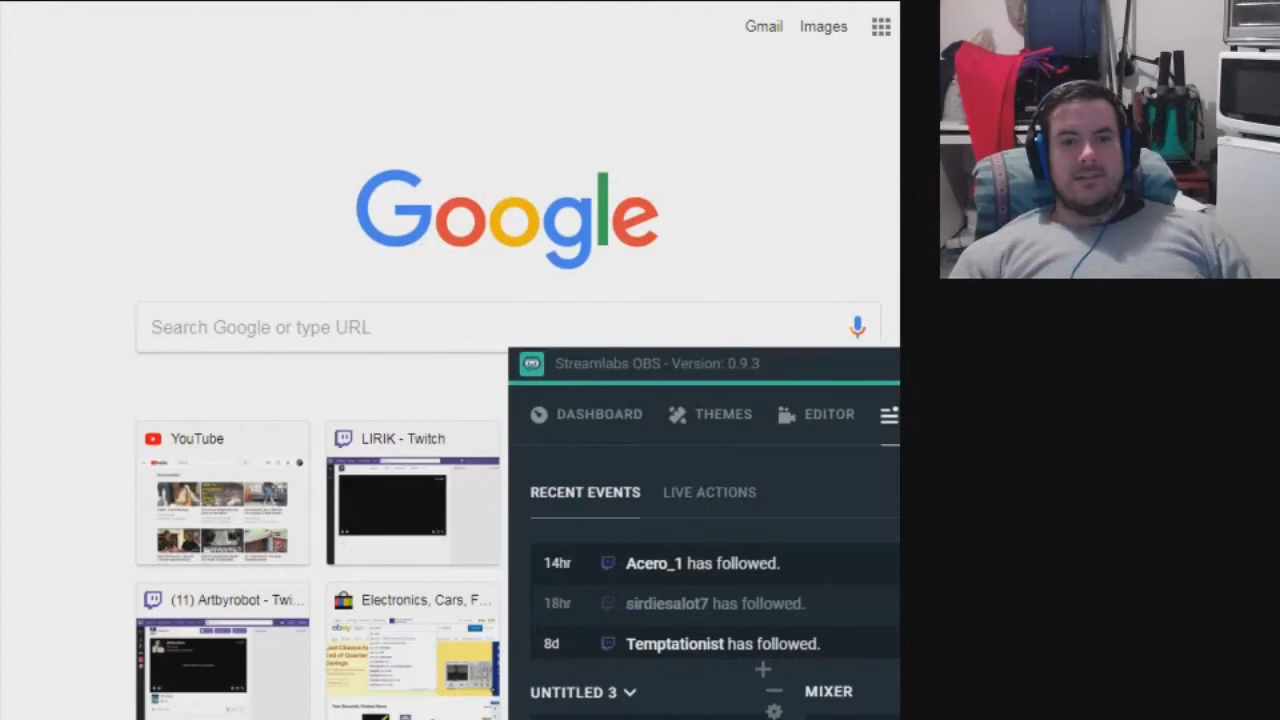 Gmail Images
Google
Search Google or type URL
Streamlabs OBS - Version: 0.9.3
DASHBOARD THEMES EDITOR
YouTube
LIRIK - Twitch
RECENT EVENTS LIVE ACTIONS
14hr Acero_1 has followed.
18hr sirdiesalot7 has followed.
8d Temptationist has followed.
(11) Artbyrobot - Twi...
Electronics, Cars, F...
UNTITLED 3 MIXER